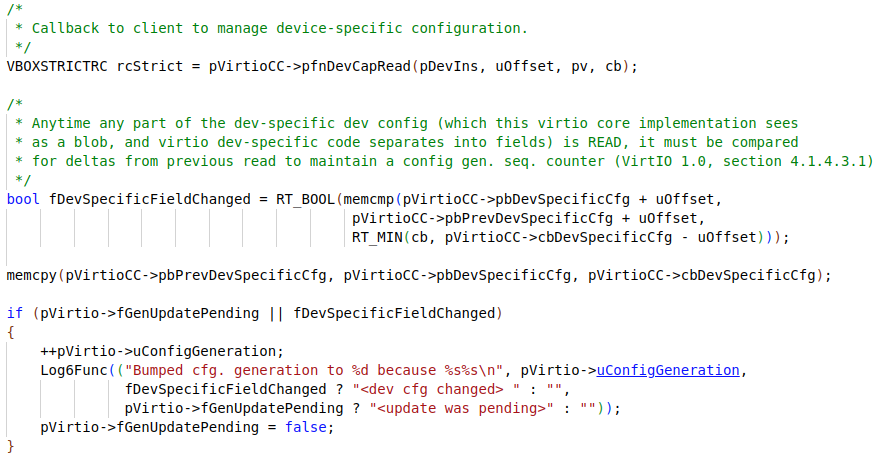 /*
 * Callback to client to manage device-specific configuration.
 */
VBOXSTRICTRC rcStrict = pVirtioCC->pfnDevCapRead(pDevIns, uOffset, pv, cb);

/*
 * Anytime any part of the dev-specific dev config (which this virtio core implementation sees
 * as a blob, and virtio dev-specific code separates into fields) is READ, it must be compared
 * for deltas from previous read to maintain a config gen. seq. counter (VirtIO 1.0, section 4.1.4.3.1)
 */
bool fDevSpecificFieldChanged = RT_BOOL(memcmp(pVirtioCC->pbDevSpecificCfg + uOffset,
                                         pVirtioCC->pbPrevDevSpecificCfg + uOffset,
                                         RT_MIN(cb, pVirtioCC->cbDevSpecificCfg - uOffset)));

memcpy(pVirtioCC->pbPrevDevSpecificCfg, pVirtioCC->pbDevSpecificCfg, pVirtioCC->cbDevSpecificCfg);

if (pVirtio->fGenUpdatePending || fDevSpecificFieldChanged)
{
    ++pVirtio->uConfigGeneration;
    Log6Func(("Bumped cfg. generation to %d because %s%s\n", pVirtio->uConfigGeneration,
              fDevSpecificFieldChanged ? "<dev cfg changed> " : "",
              pVirtio->fGenUpdatePending ? "<update was pending>" : ""));
    pVirtio->fGenUpdatePending = false;
}